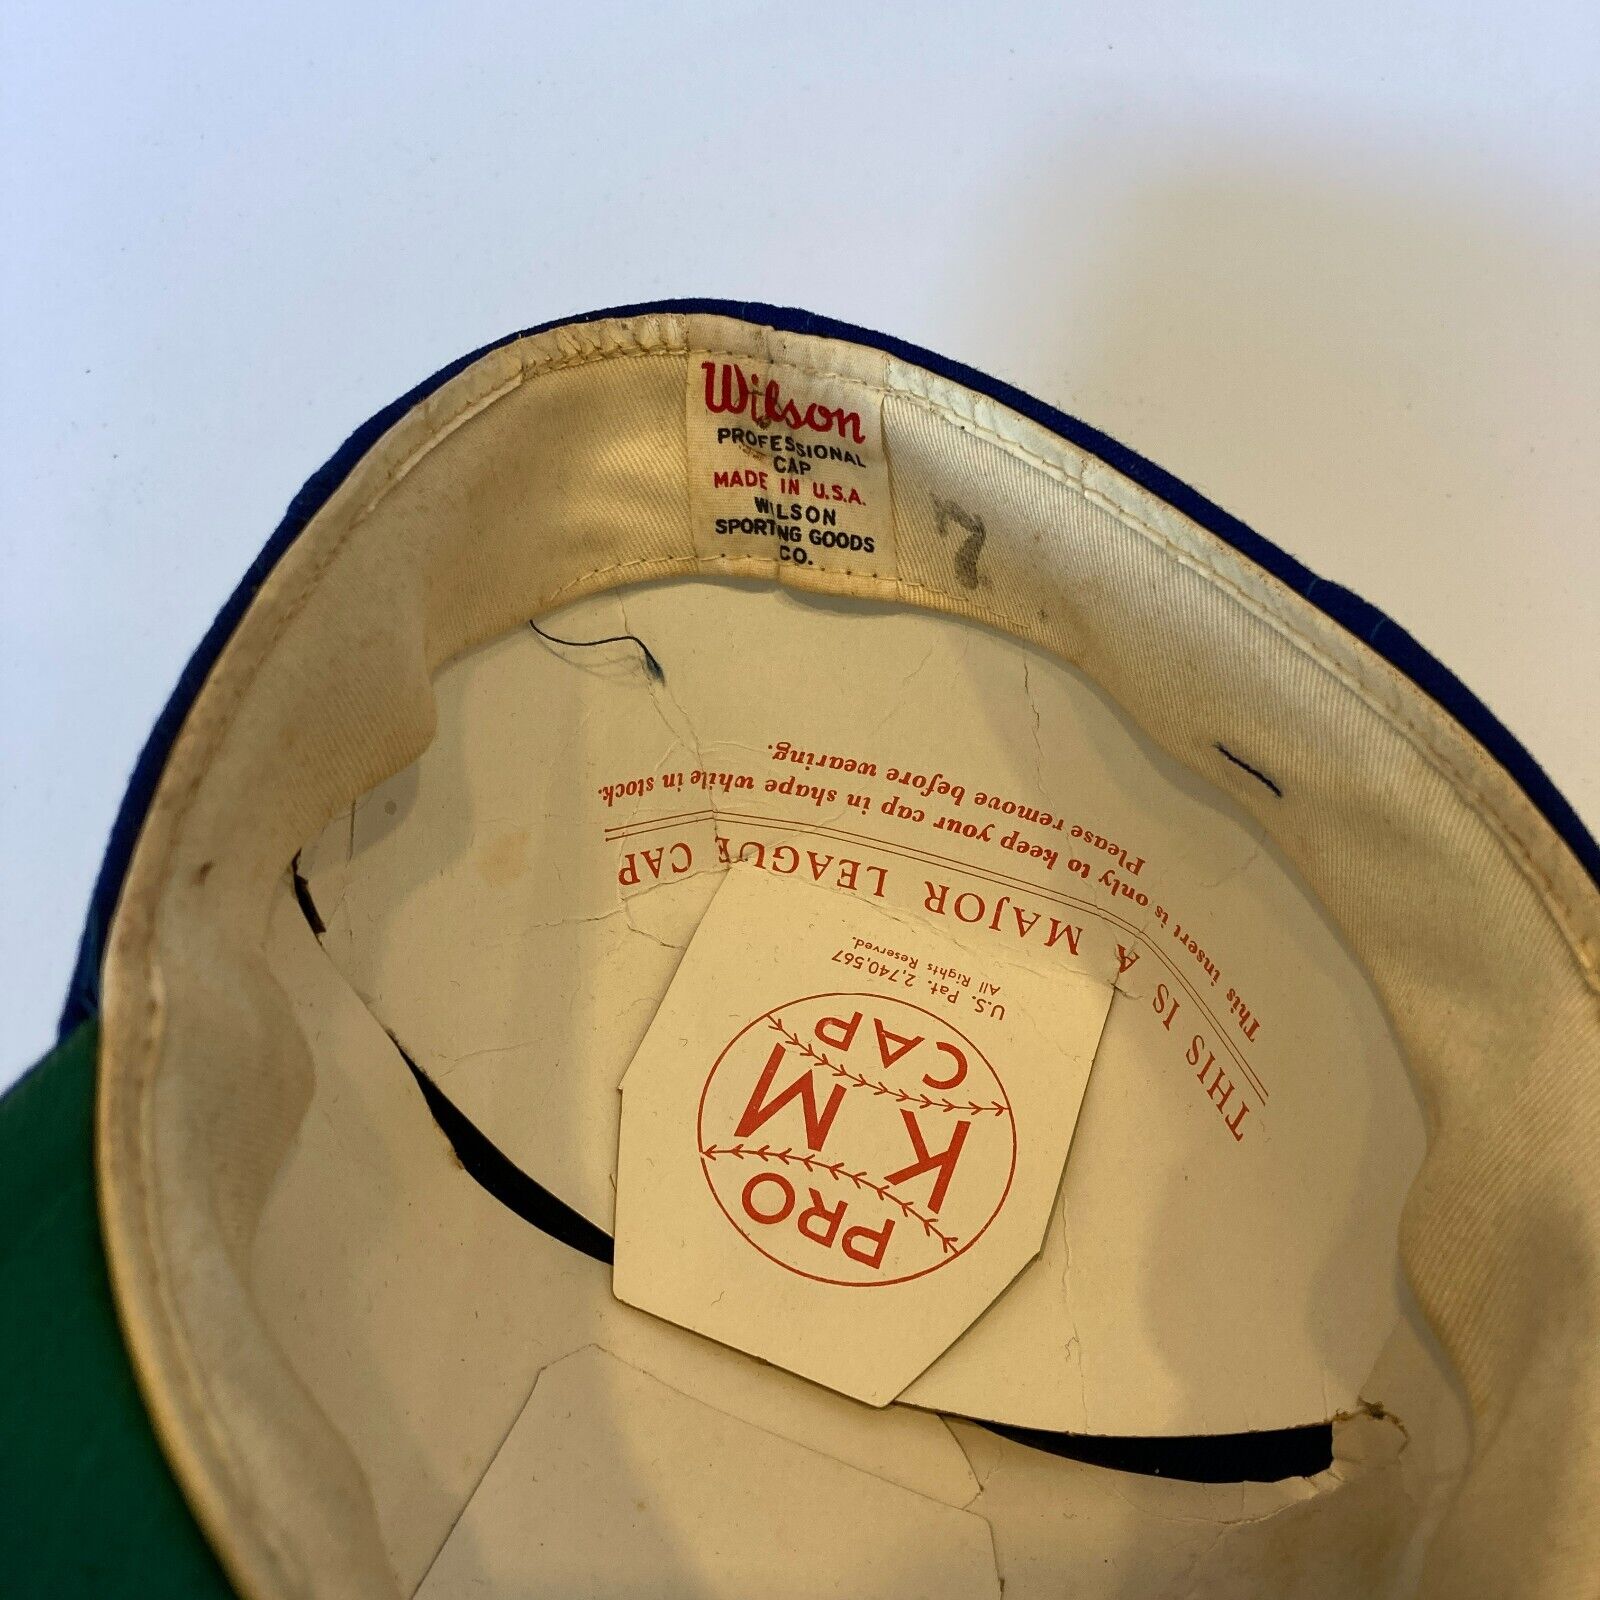 Wilson
PROFESSIONAL
CAP
MADE IN U.S.A.
WILSON
SPORTING GOODS
CO.
7
THIS IS A MAJOR LEAGUE CAP
This insert is only to keep your cap in shape while in stock.
Please remove before wearing.
PRO
KM
CAP
U.S. Pat. 2,740,567
All Rights Reserved.